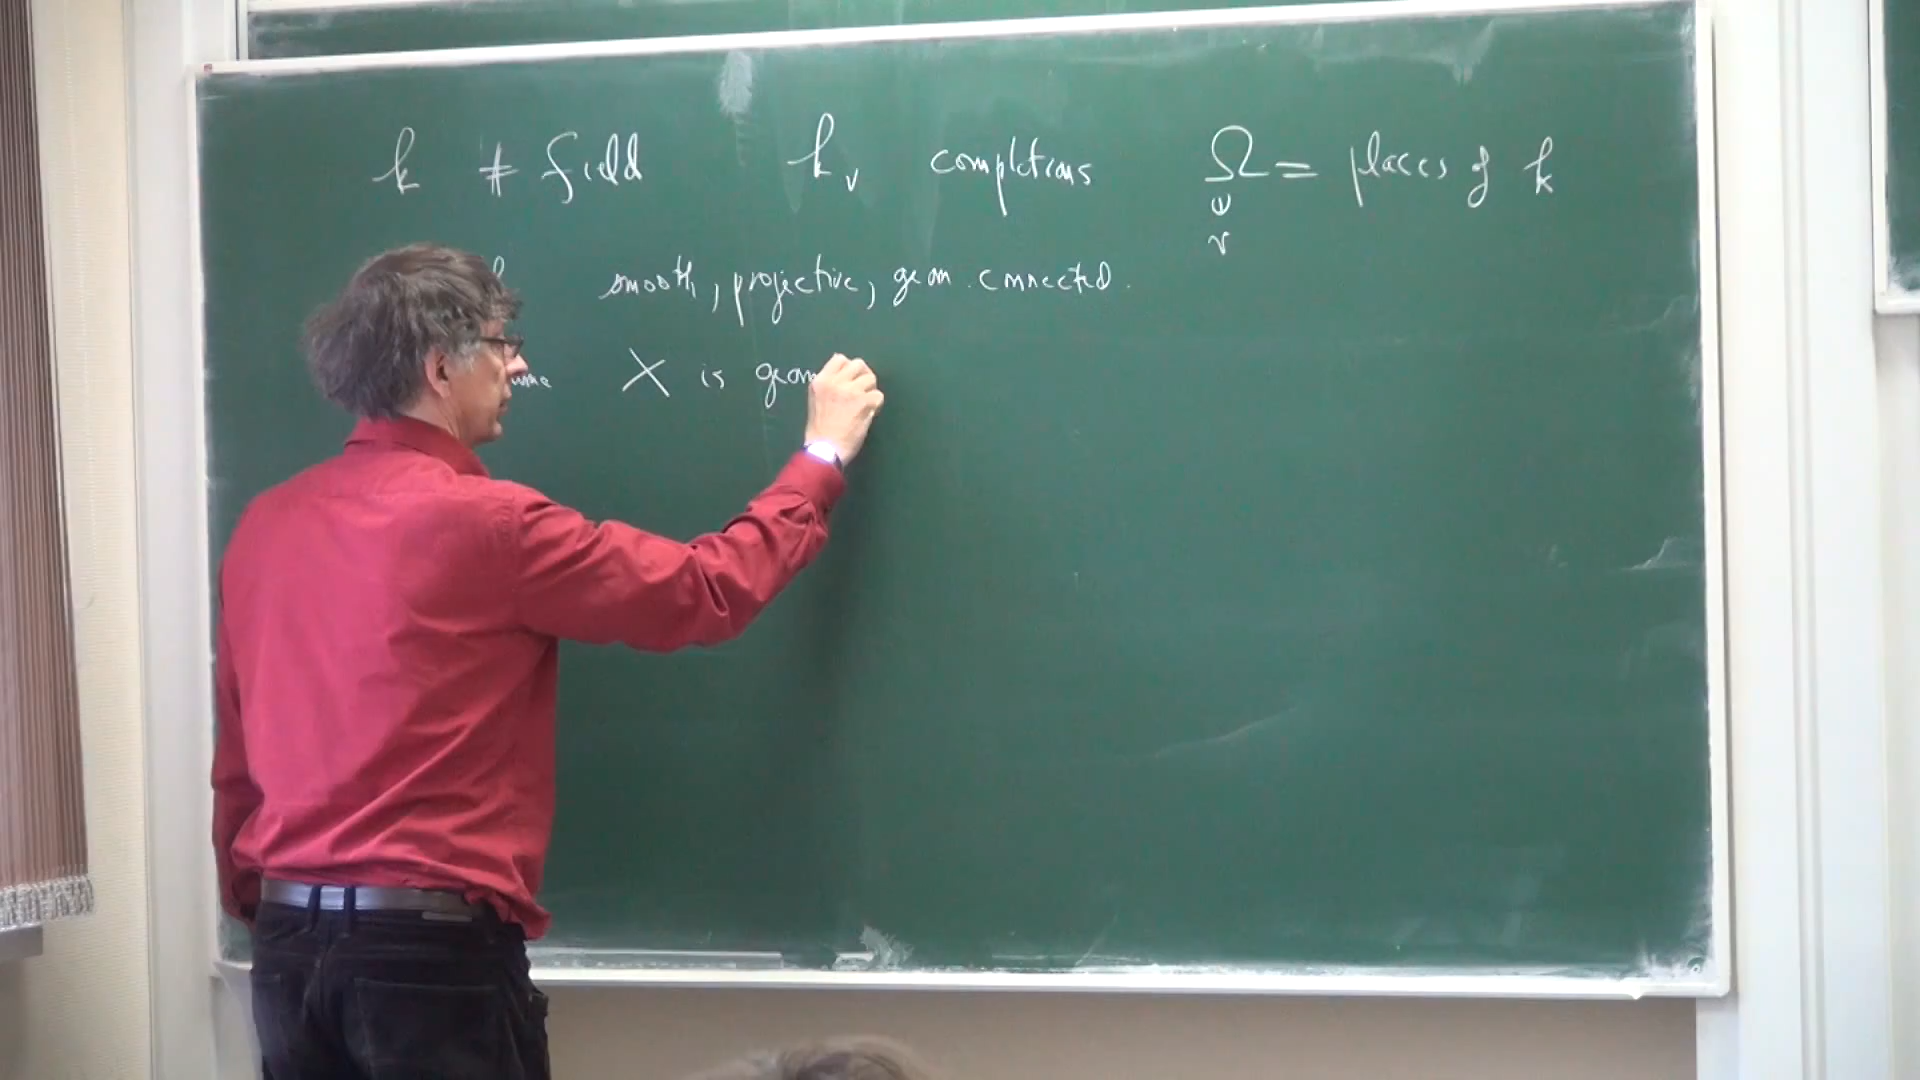 k # field k_v completions Ω = places of k
ψ
v
smooth, projective, geom. connected.
X is geom